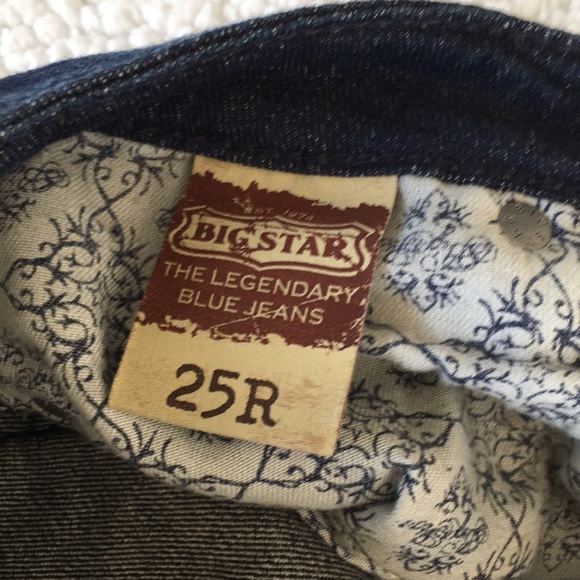 EST. 1974
BIG STAR
THE LEGENDARY
BLUE JEANS
25R